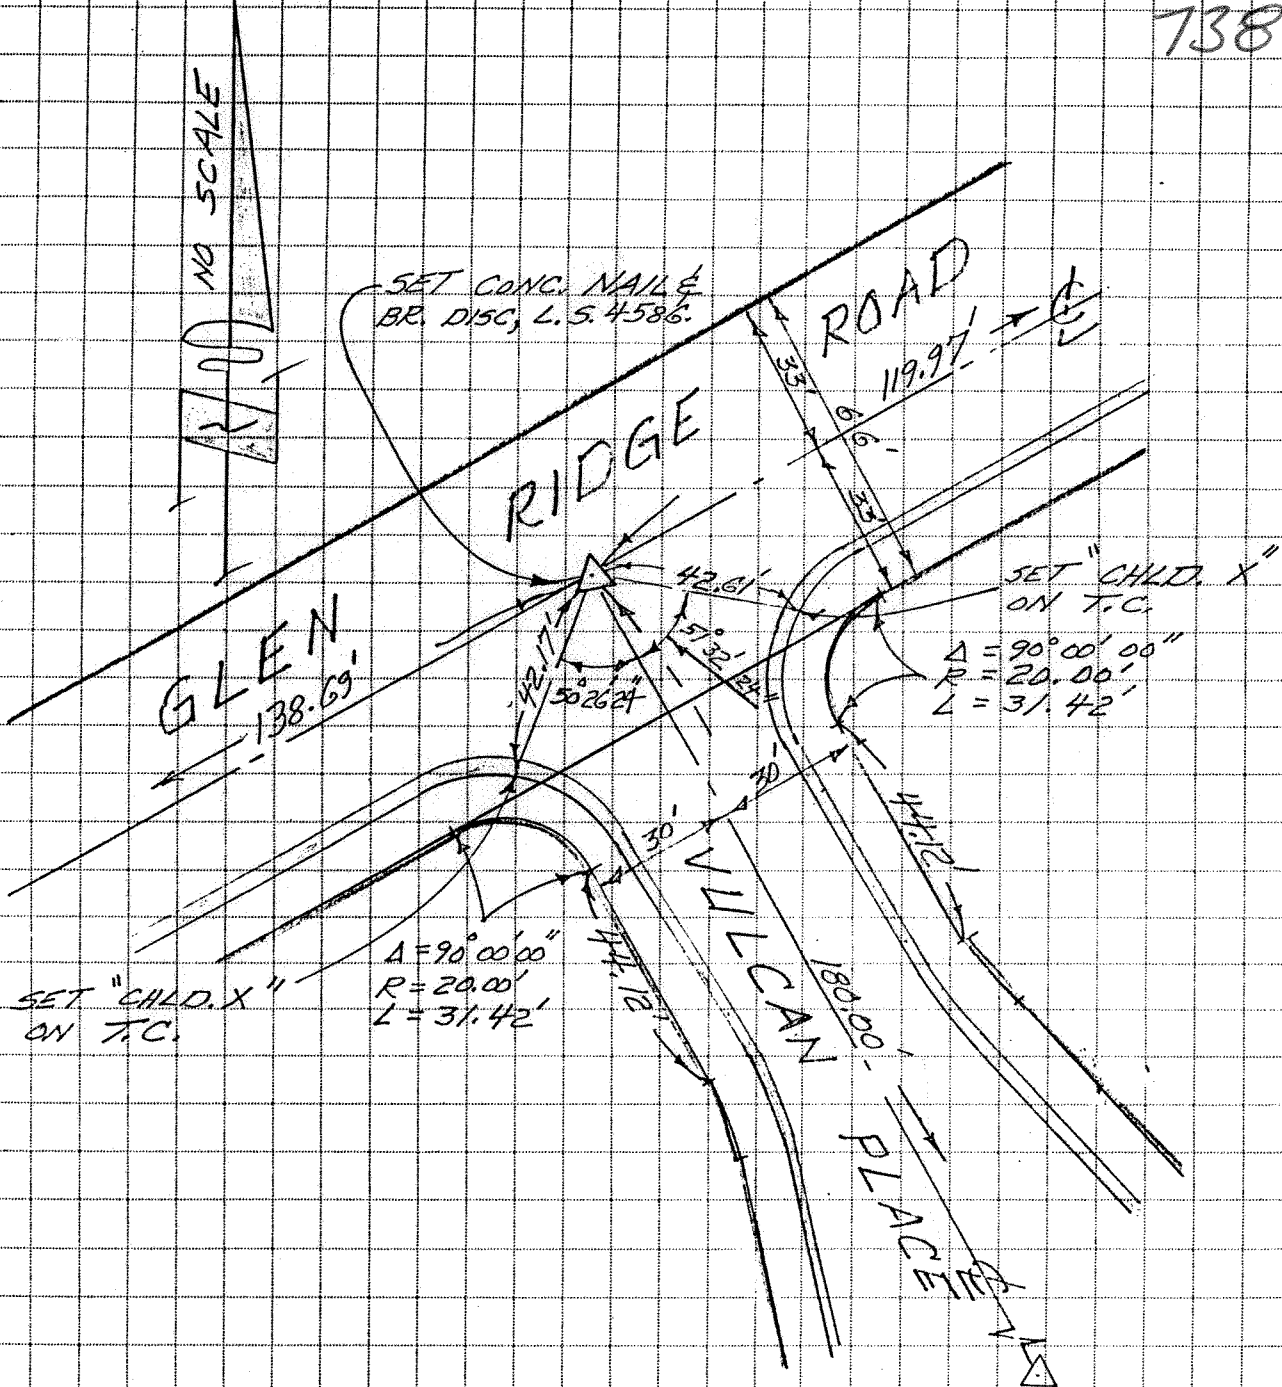 738
NO SCALE
N
SET CONC. NAIL &
BR. DISC, L.S. 4586.
ROAD
119.97'
33'
66'
33'
RIDGE
42.61'
SET "CHLD. X"
ON T.C.
Δ = 90° 00' 00"
R = 20.00'
L = 31.42'
51° 32' 24"
42.17'
50° 26' 24"
GLEN
138.69'
30'
30'
44.12'
VULCAN
44.12'
Δ = 90° 00' 00"
R = 20.00'
L = 31.42'
SET "CHLD. X"
ON T.C.
180.00'
PLACE